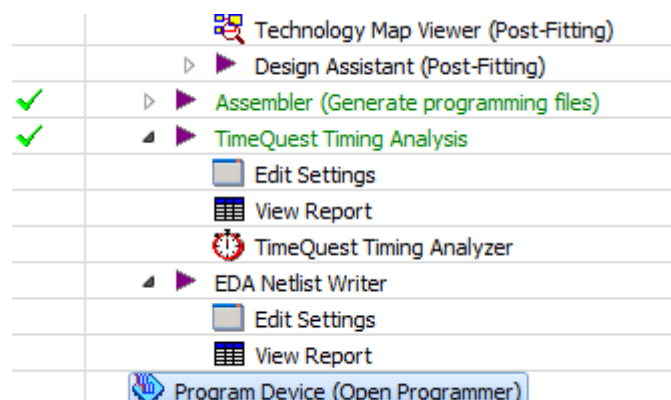 Technology Map Viewer (Post-Fitting)
Design Assistant (Post-Fitting)
Assembler (Generate programming files)
TimeQuest Timing Analysis
Edit Settings
View Report
TimeQuest Timing Analyzer
EDA Netlist Writer
Edit Settings
View Report
Program Device (Open Programmer)